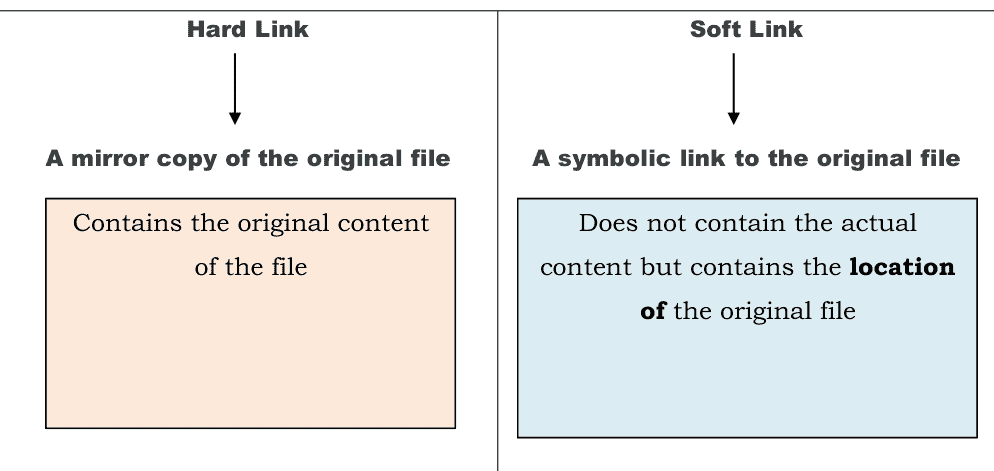 Hard Link
A mirror copy of the original file
Contains the original content
of the file
Soft Link
A symbolic link to the original file
Does not contain the actual
content but contains the location
of the original file